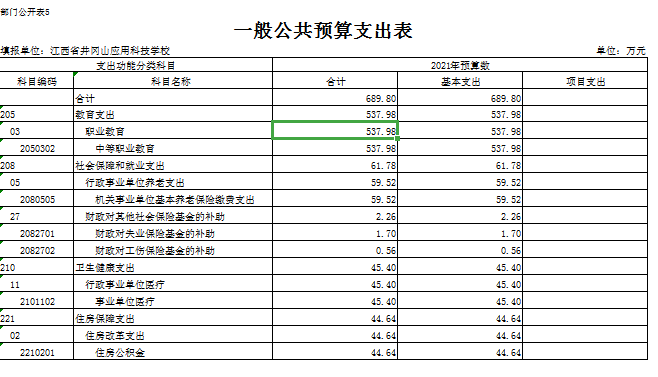 部门公开表5
一般公共预算支出表
填报单位：江西省井冈山应用科技学校 单位：万元
支出功能分类科目 2021年预算数
科目编码 科目名称 合计 基本支出 项目支出
合计 689.80 689.80
205 教育支出 537.98 537.98
03 职业教育 537.98 537.98
2050302 中等职业教育 537.98 537.98
208 社会保障和就业支出 61.78 61.78
05 行政事业单位养老支出 59.52 59.52
2080505 机关事业单位基本养老保险缴费支出 59.52 59.52
27 财政对其他社会保险基金的补助 2.26 2.26
2082701 财政对失业保险基金的补助 1.70 1.70
2082702 财政对工伤保险基金的补助 0.56 0.56
210 卫生健康支出 45.40 45.40
11 行政事业单位医疗 45.40 45.40
2101102 事业单位医疗 45.40 45.40
221 住房保障支出 44.64 44.64
02 住房改革支出 44.64 44.64
2210201 住房公积金 44.64 44.64